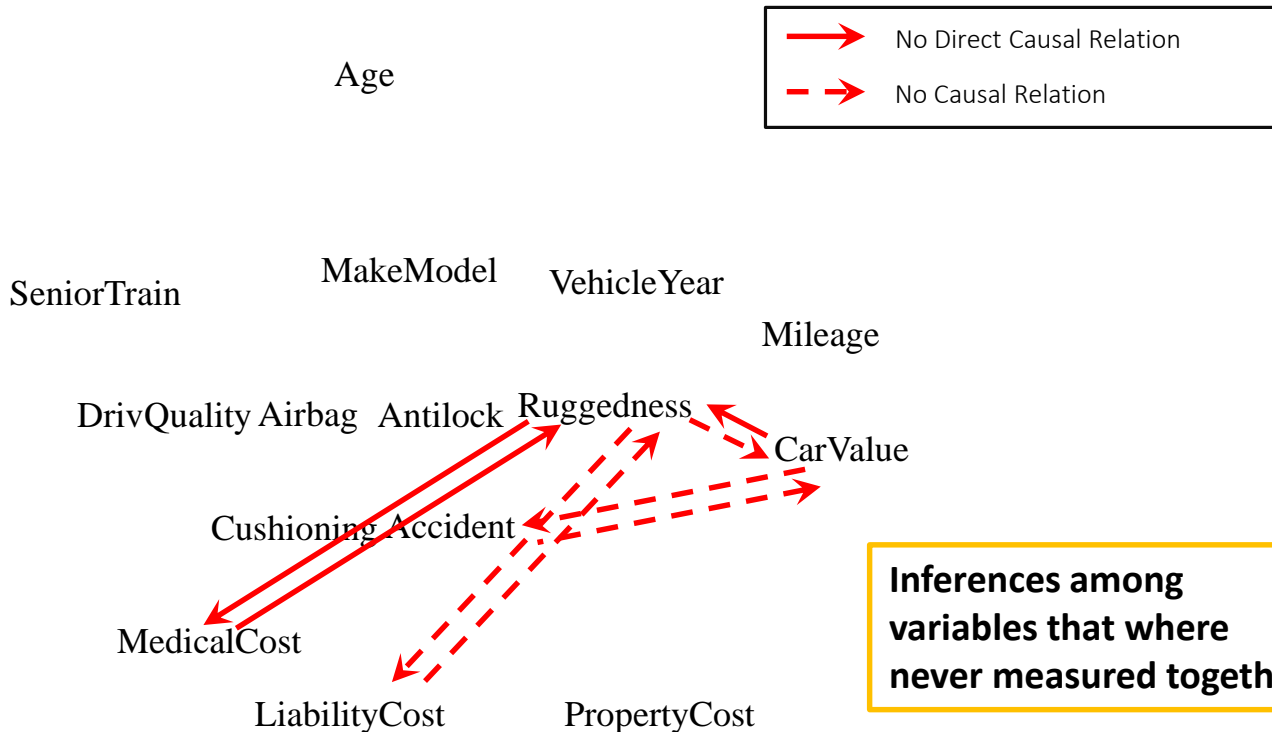 No Direct Causal Relation
No Causal Relation
Age
MakeModel
VehicleYear
SeniorTrain
Mileage
DrivQuality Airbag Antilock Ruggedness
CarValue
Cushioning Accident
Inferences among
variables that where
never measured togeth
MedicalCost
LiabilityCost PropertyCost